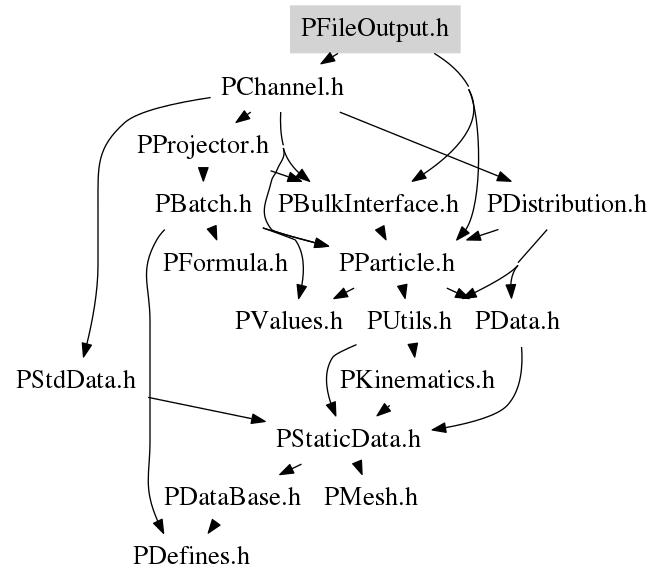 PFileOutput.h
PChannel.h
PProjector.h
PBatch.h PBulkInterface.h PDistribution.h
PFormula.h PParticle.h
PValues.h PUtils.h PData.h
PStdData.h PKinematics.h
PStaticData.h
PDataBase.h PMesh.h
PDefines.h